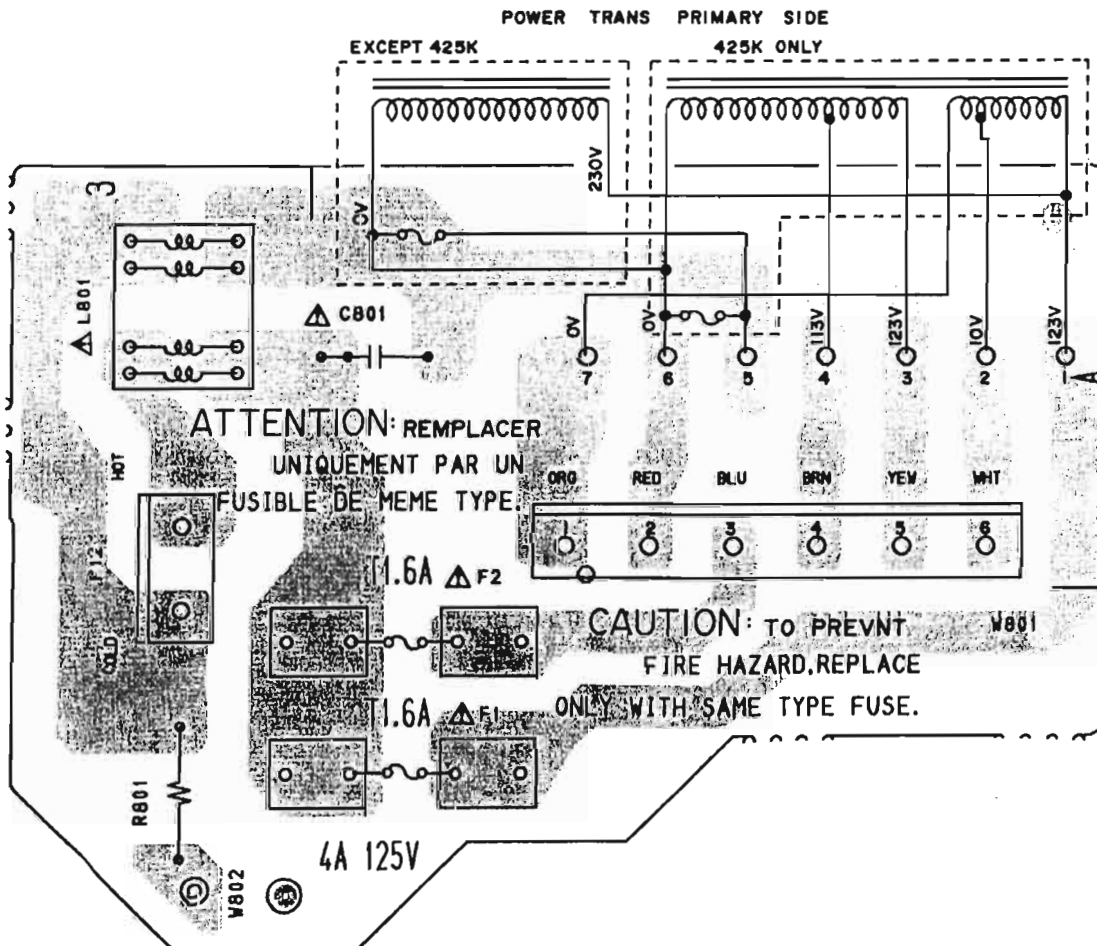 POWER TRANS PRIMARY SIDE
EXCEPT 425K
425K ONLY
230V
0V
3
L801
C801
0V
0V
113V
123V
10V
123V
7
6
5
4
3
2
1
ATTENTION: REMPLACER
UNIQUEMENT PAR UN
FUSIBLE DE MEME TYPE.
HOT
ORG
RED
BLU
BRN
YEW
WHT
1
2
3
4
5
6
T1.6A
F2
COLD
CAUTION: TO PREVNT
W801
FIRE HAZARD,REPLACE
ONLY WITH SAME TYPE FUSE.
T1.6A
F1
R801
4A 125V
G
W802